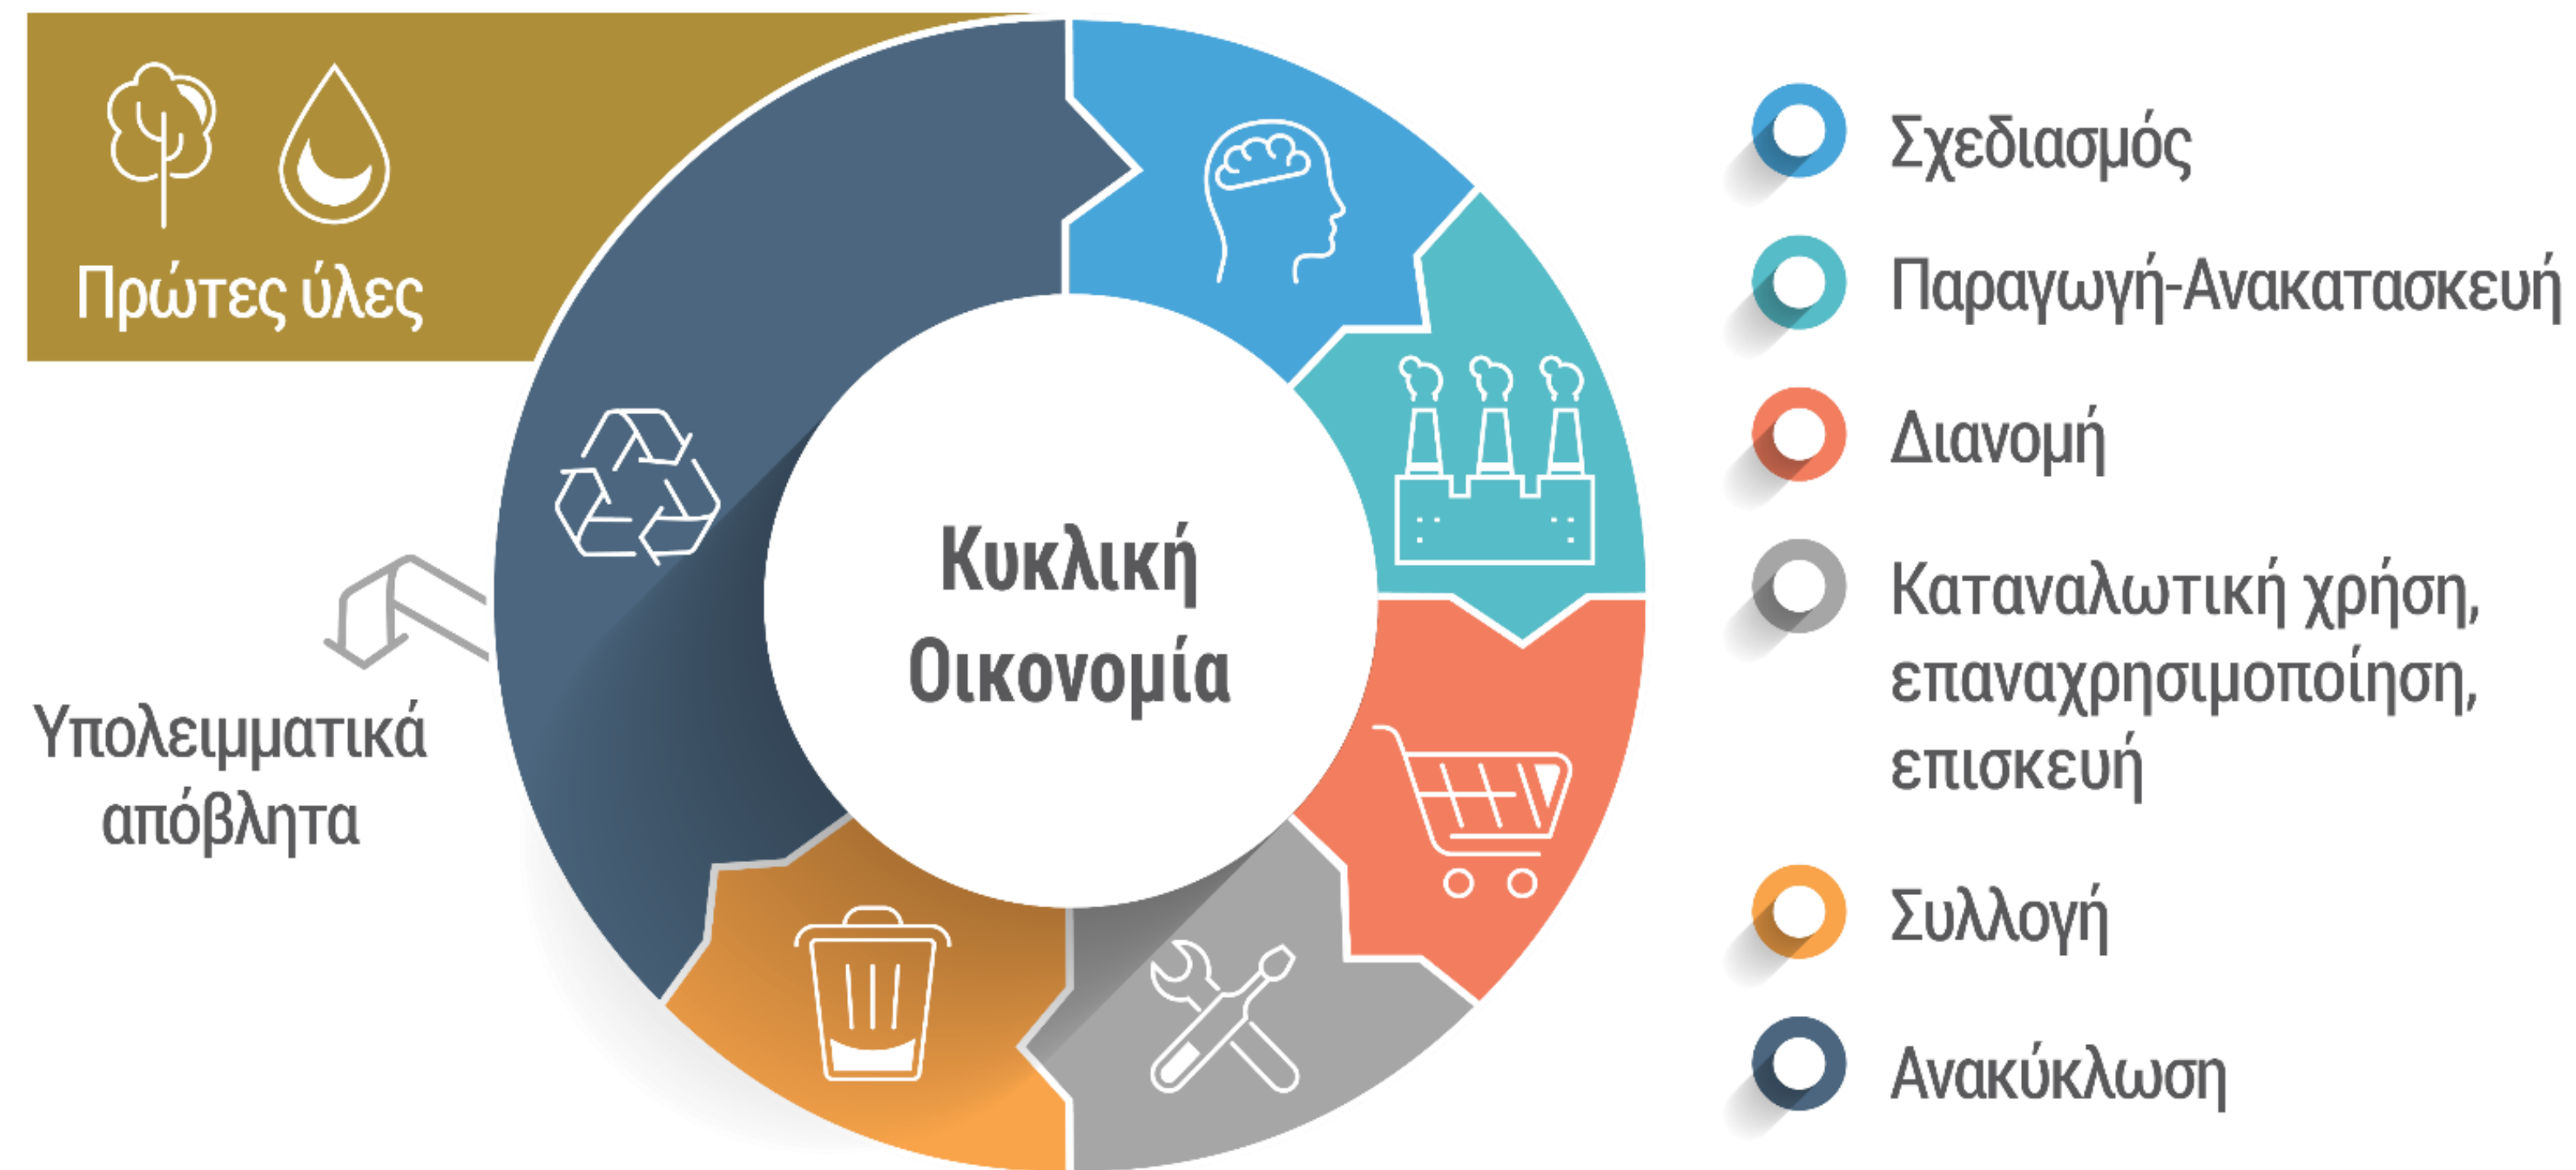 Πρώτες ύλες
Υπολειμματικά
απόβλητα
Κυκλική
Οικονομία
Σχεδιασμός
Παραγωγή-Ανακατασκευή
Διανομή
Καταναλωτική χρήση,
επαναχρησιμοποίηση,
επισκευή
Συλλογή
Ανακύκλωση